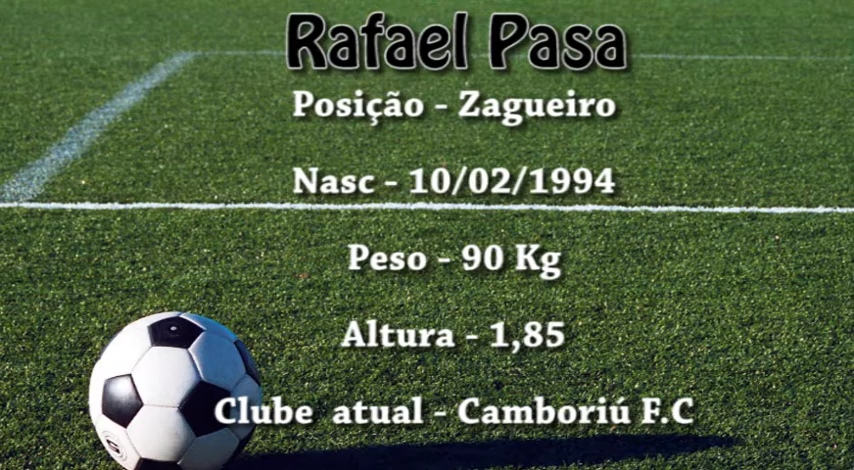 Rafael Pasa
Posição - Zagueiro
Nasc - 10/02/1994
Peso - 90 Kg
Altura - 1,85
Clube atual - Camboriú F.C